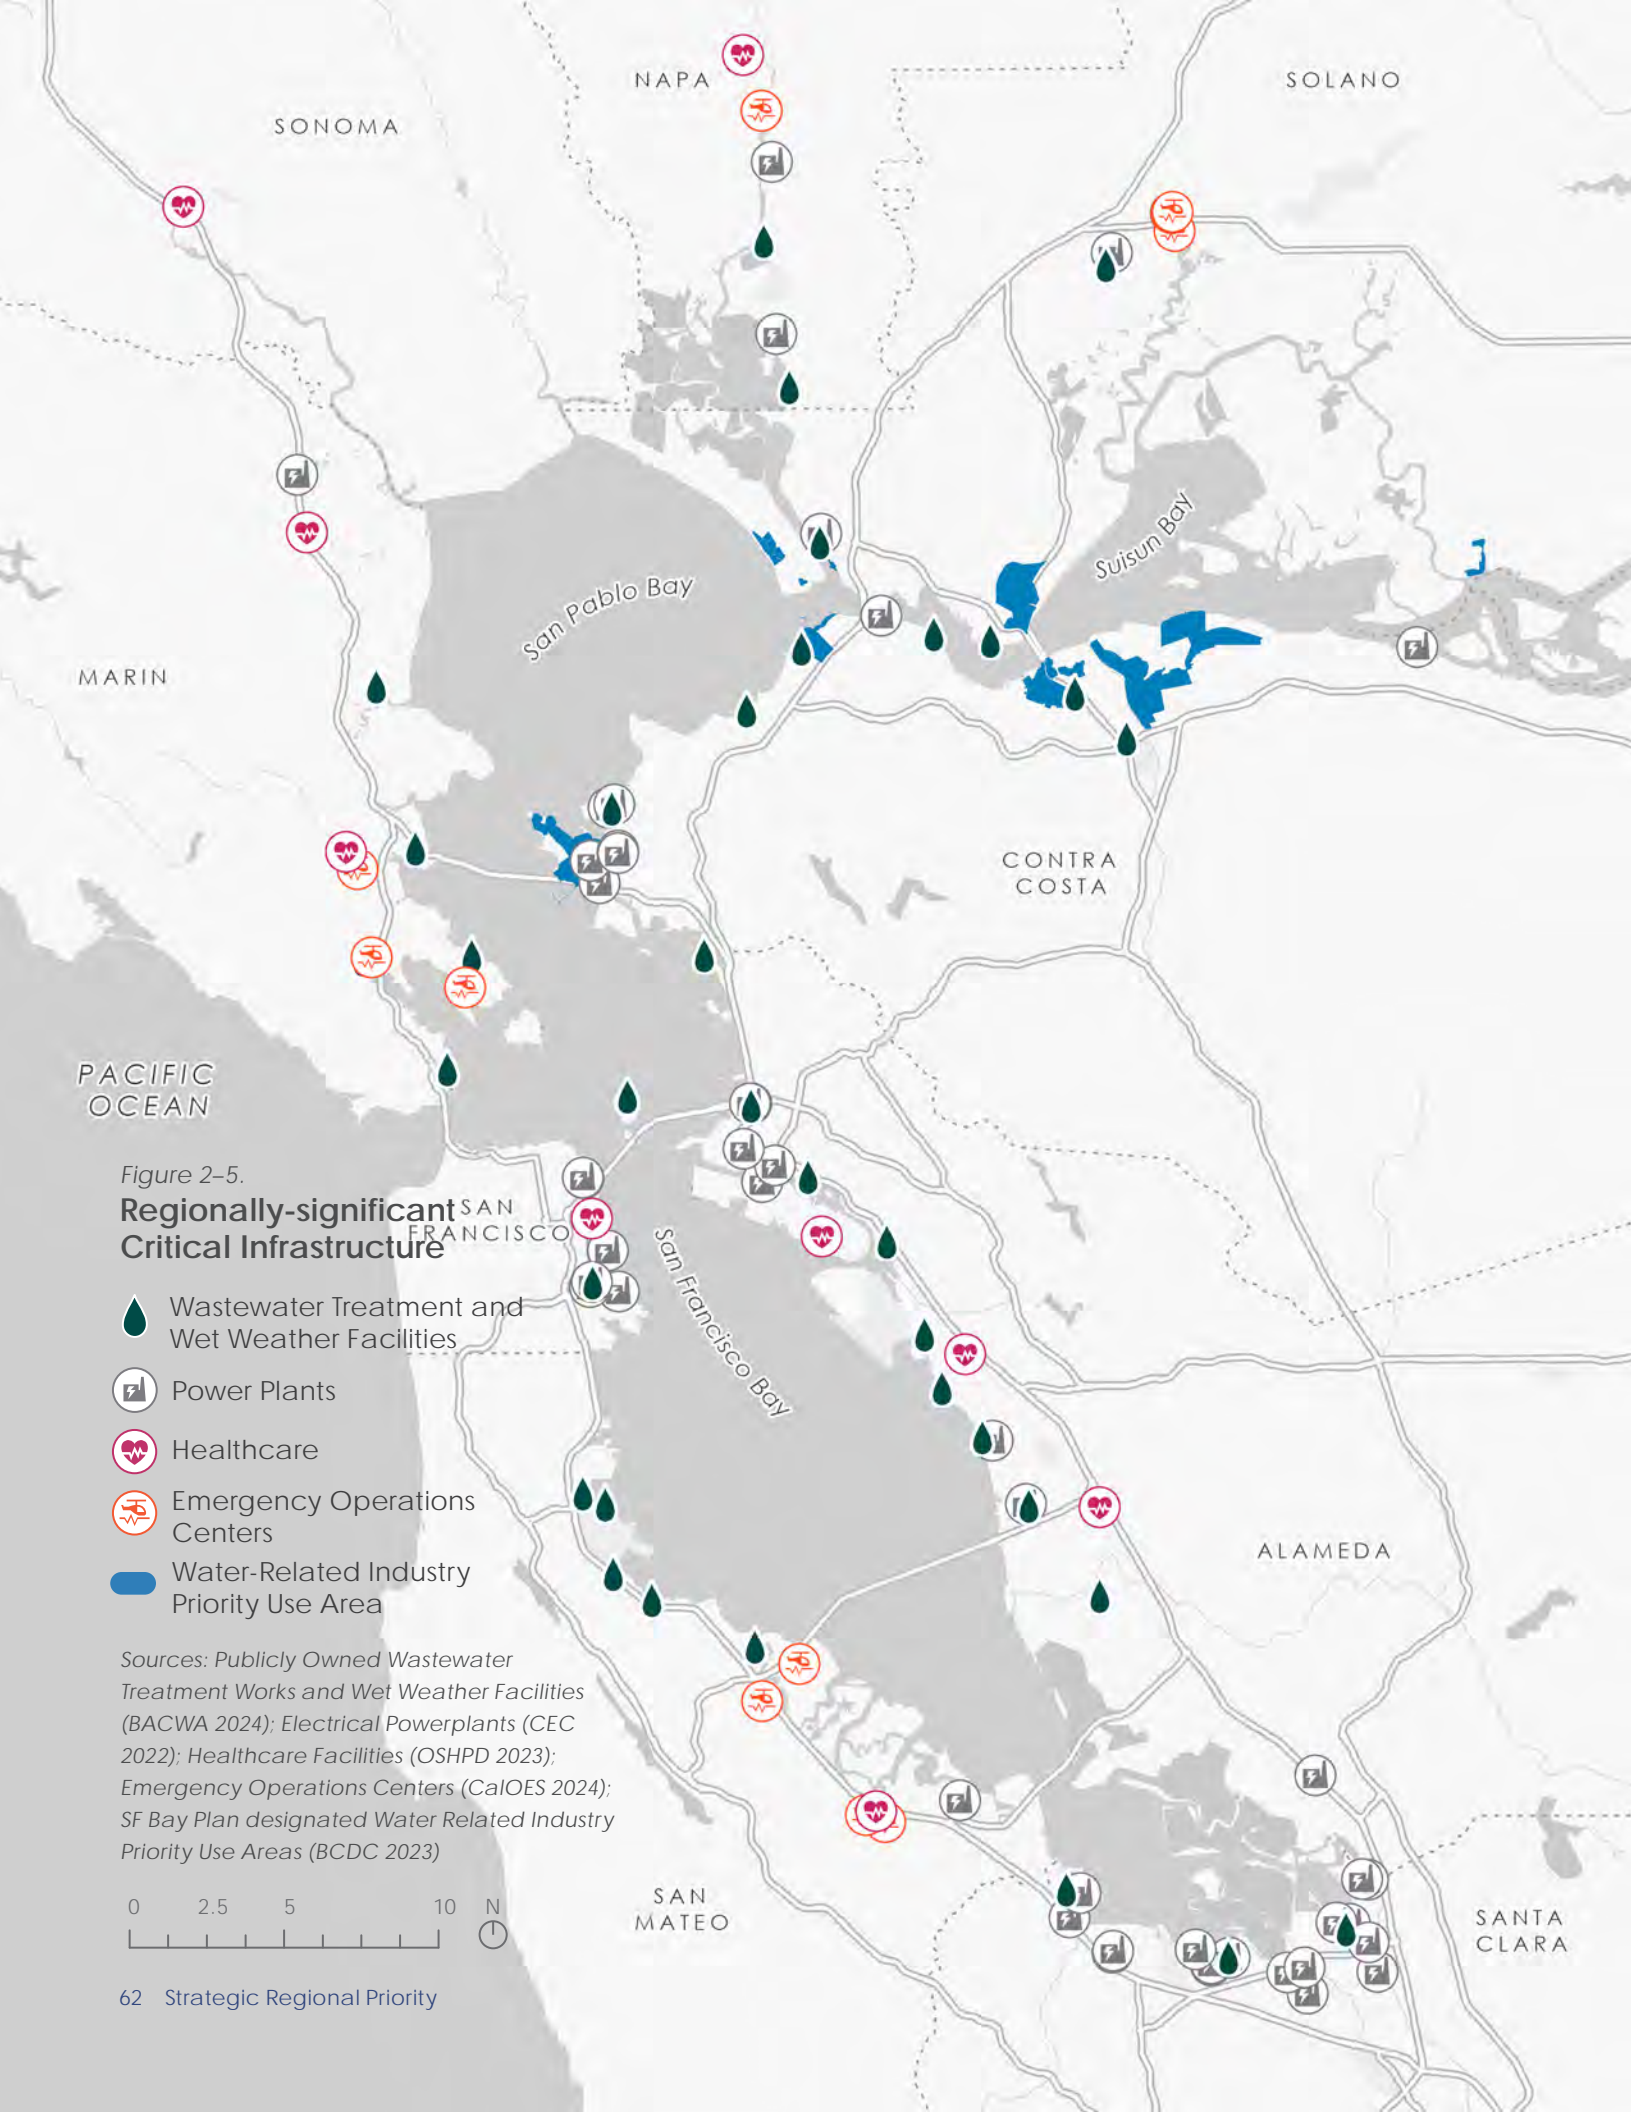 NAPA
SOLANO
SONOMA
Suisun Bay
San Pablo Bay
MARIN
CONTRA
COSTA
PACIFIC
OCEAN
SAN
FRANCISCO
San Francisco Bay
ALAMEDA
SAN
MATEO
SANTA
CLARA
Figure 2–5.
Regionally-significant
Critical Infrastructure
Wastewater Treatment and
Wet Weather Facilities
Power Plants
Healthcare
Emergency Operations
Centers
Water-Related Industry
Priority Use Area
Sources: Publicly Owned Wastewater
Treatment Works and Wet Weather Facilities
(BACWA 2024); Electrical Powerplants (CEC
2022); Healthcare Facilities (OSHPD 2023);
Emergency Operations Centers (CalOES 2024);
SF Bay Plan designated Water Related Industry
Priority Use Areas (BCDC 2023)
0 2.5 5 10 N
62 Strategic Regional Priority